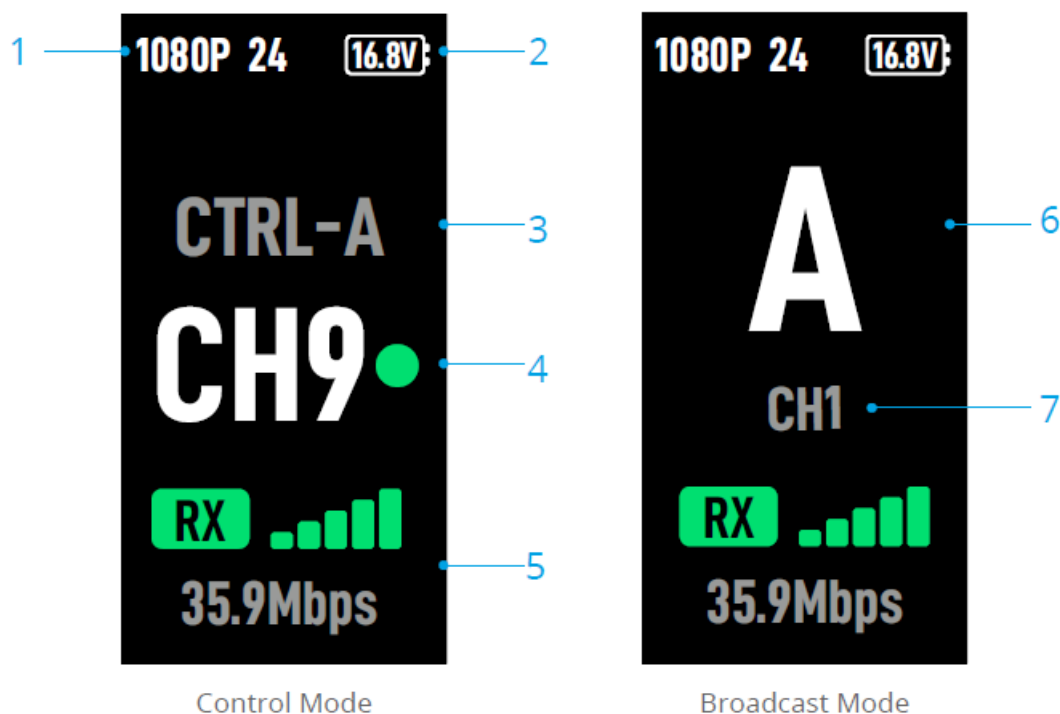 1 1080P 24 16.8V 2
CTRL-A 3
CH9 4
RX
5
35.9Mbps
Control Mode
1080P 24 16.8V
A 6
CH1 7
RX
35.9Mbps
Broadcast Mode